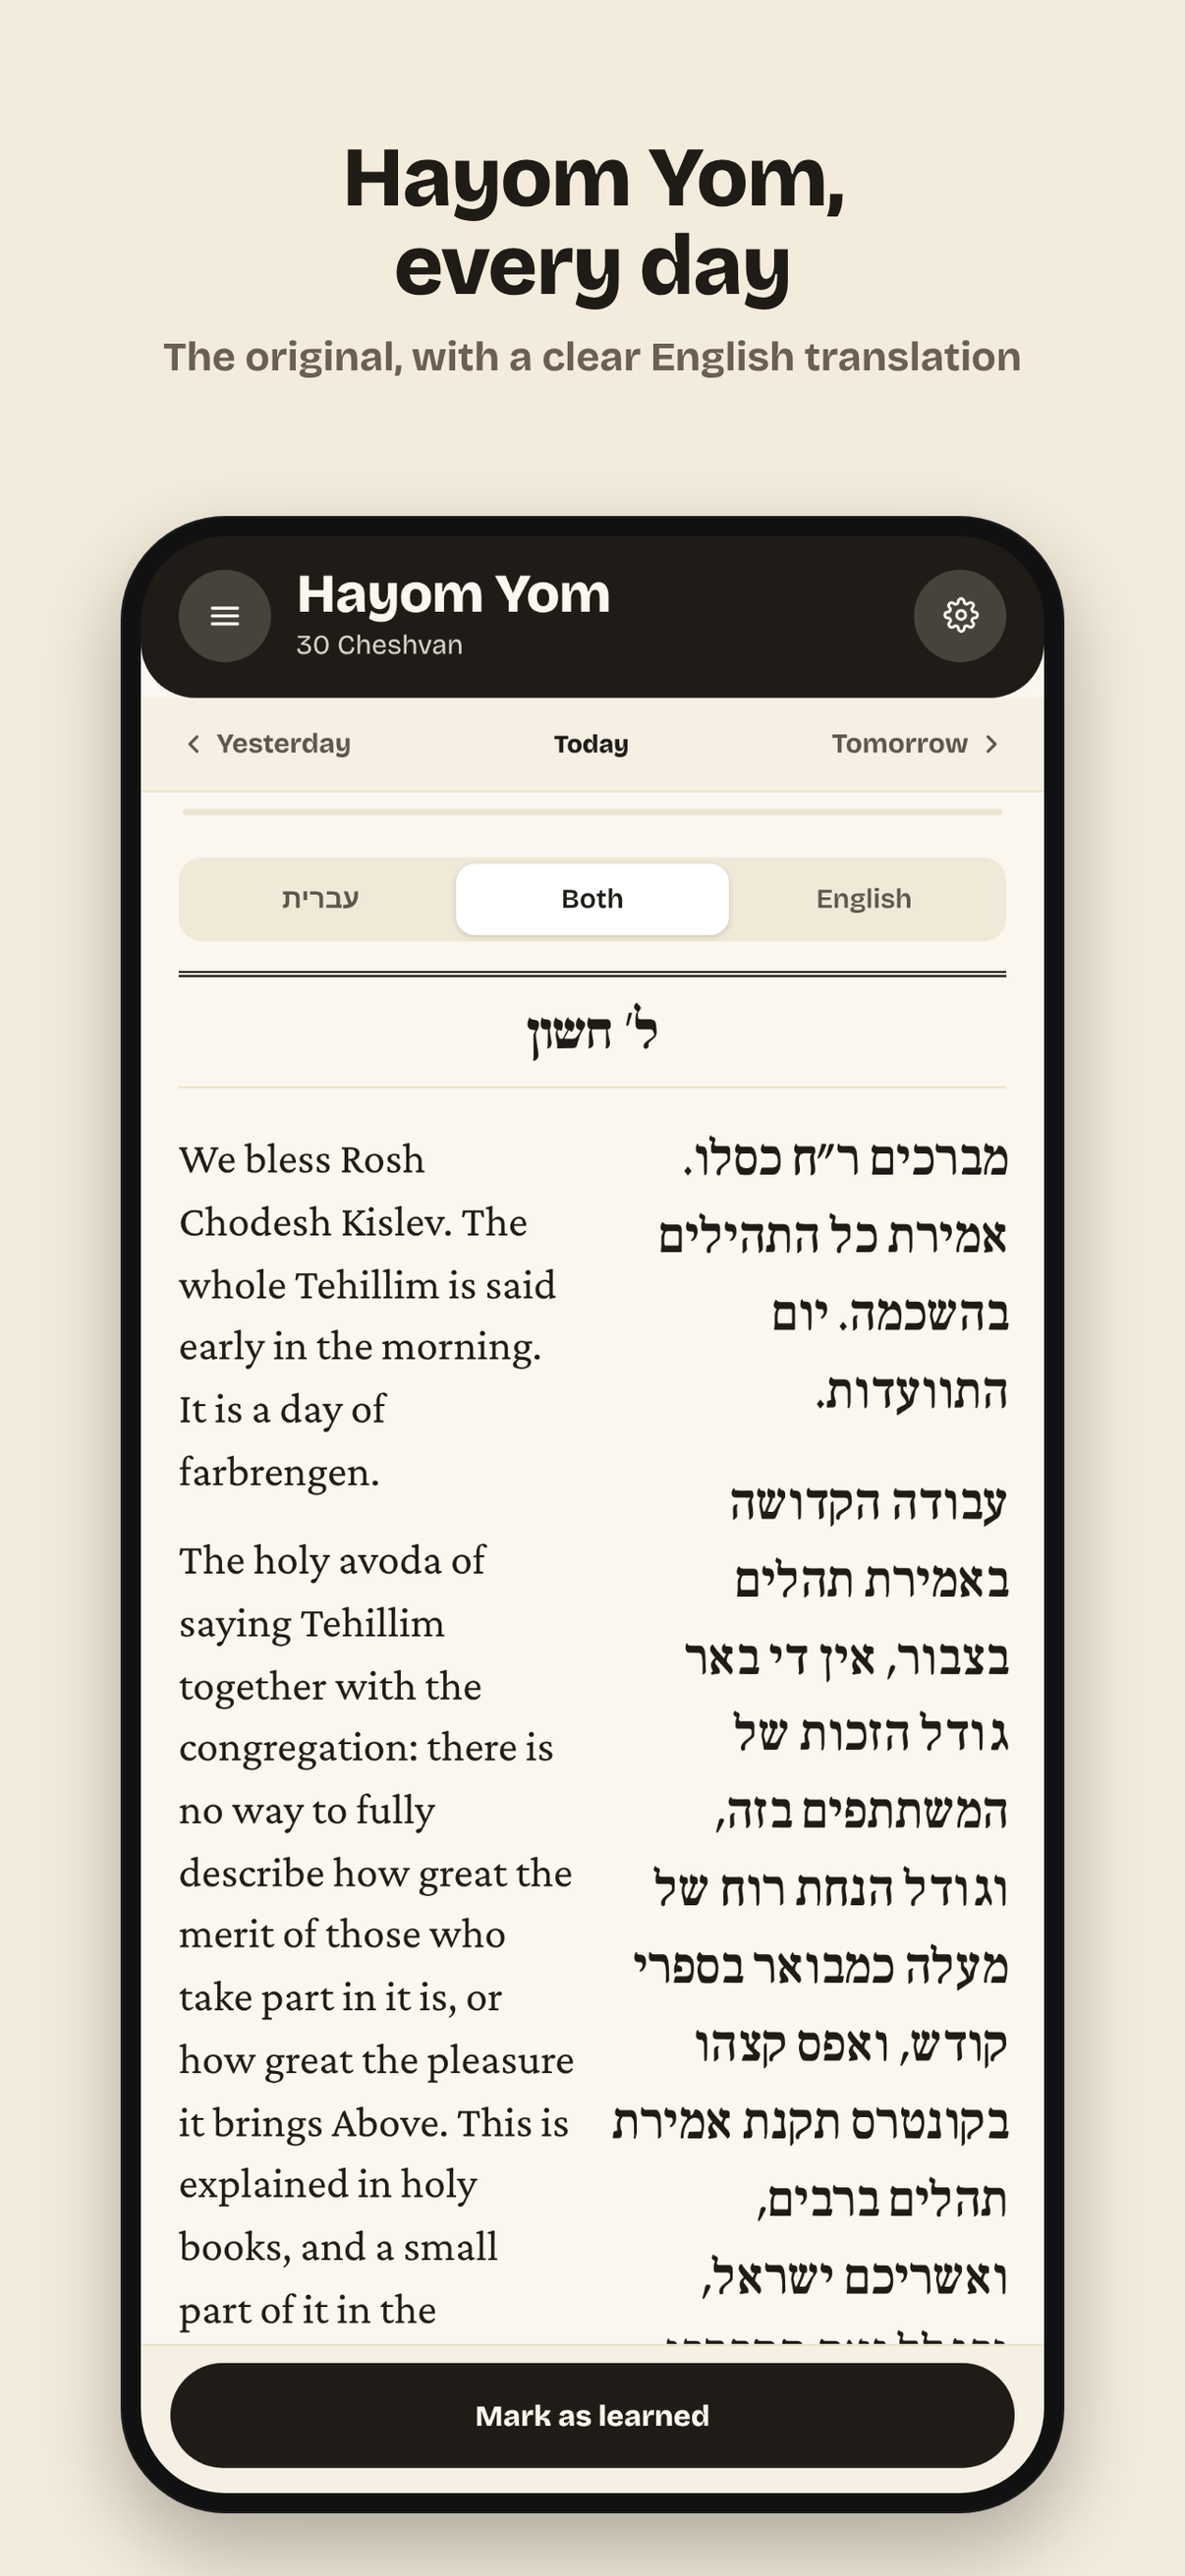 Hayom Yom,
every day
The original, with a clear English translation
Hayom Yom
30 Cheshvan
Yesterday
Today
Tomorrow
עברית
Both
English
ל׳ חשון
We bless Rosh
Chodesh Kislev. The
whole Tehillim is said
early in the morning.
It is a day of
farbrengen.
The holy avoda of
saying Tehillim
together with the
congregation: there is
no way to fully
describe how great the
merit of those who
take part in it is, or
how great the pleasure
it brings Above. This is
explained in holy
books, and a small
part of it in the
מברכים ר״ח כסלו.
אמירת כל התהילים
בהשכמה. יום
התוועדות.
עבודה הקדושה
באמירת תהלים
בצבור, אין די באר
גודל הזכות של
המשתתפים בזה,
וגודל הנחת רוח של
מעלה כמבואר בספרי
קודש, ואפס קצהו
בקונטרס תקנת אמירת
תהלים ברבים,
ואשריכם ישראל,
Mark as learned